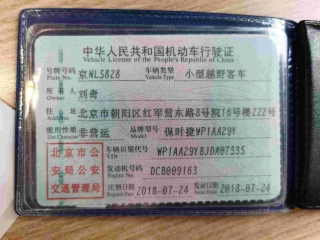 中华人民共和国机动车行驶证
Vehicle License of the People's Republic of China
号牌号码 京NL5828 车辆类型 小型越野客车
Plate No. Vehicle Type
所有人 刘奇
Owner
住址 北京市朝阳区红军营东路8号院16号楼222号
Address
使用性质 非营运 品牌型号 保时捷WP1AA29Y
Use Character Model
北京市公安局公安交通管理局
车辆识别代号 WP1AA29Y8JDA07535
VIN
发动机号码 DCB009163
Engine No.
注册日期 2018-07-24 发证日期 2018-07-24
Register Date Issue Date